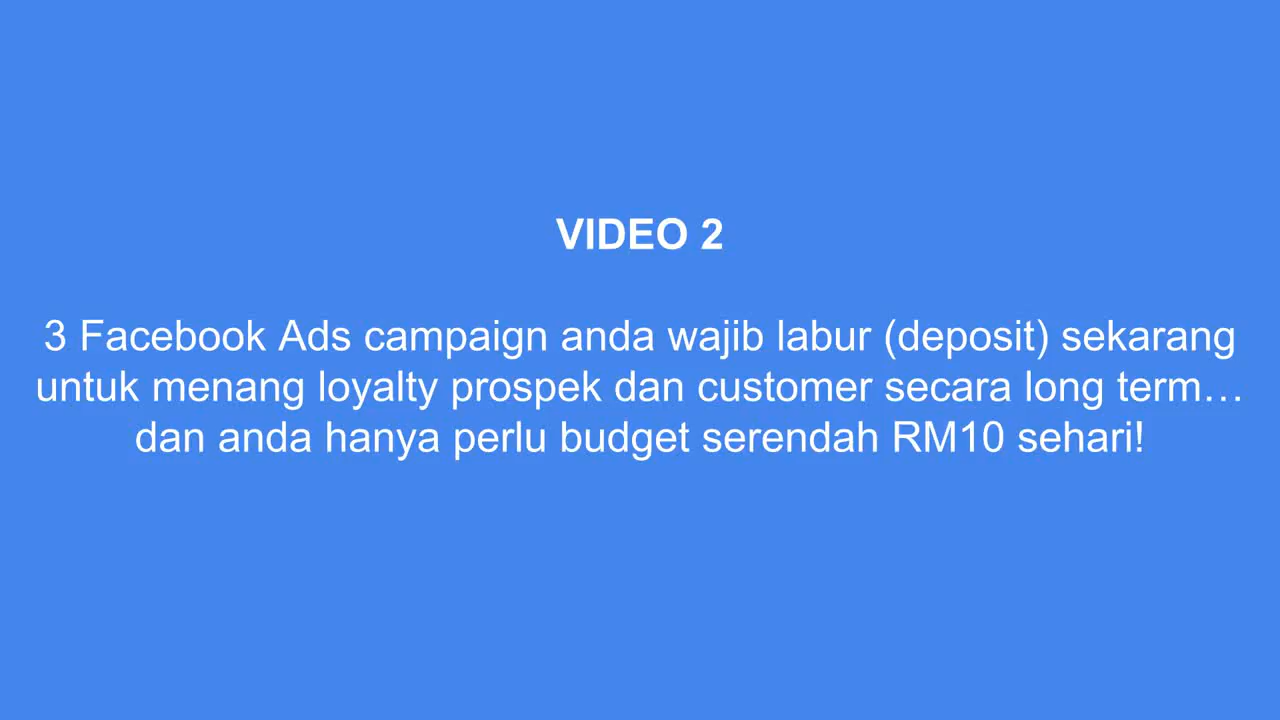 VIDEO 2
3 Facebook Ads campaign anda wajib labur (deposit) sekarang
untuk menang loyalty prospek dan customer secara long term…
dan anda hanya perlu budget serendah RM10 sehari!